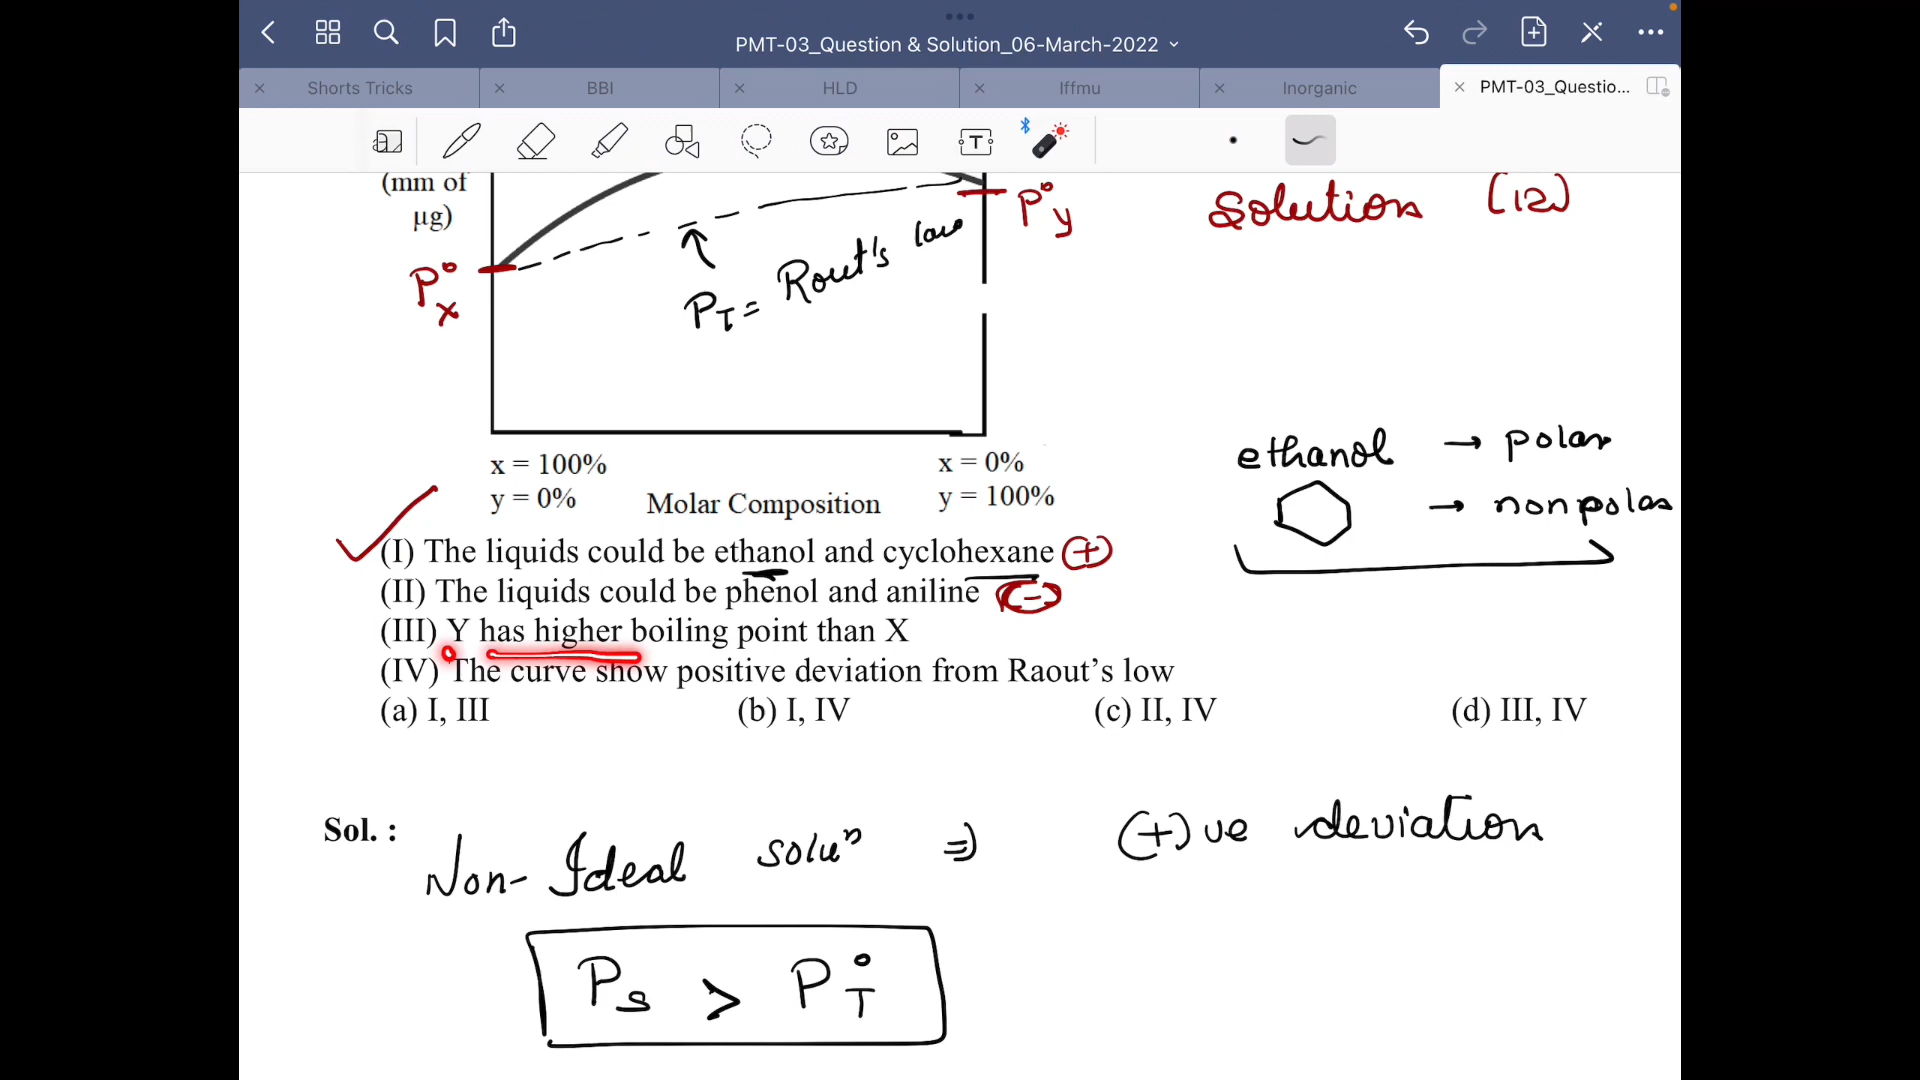 PMT-03_Question & Solution_06-March-2022
Shorts Tricks
BBI
HLD
Iffmu
Inorganic
PMT-03_Questio...
(mm of
µg)
P°x
P°y
Solution (12)
PT = Rout's law
x = 100%
y = 0%
Molar Composition
x = 0%
y = 100%
ethanol → polar
→ nonpolar
(I) The liquids could be ethanol and cyclohexane (+)
(II) The liquids could be phenol and aniline (-)
(III) Y has higher boiling point than X
(IV) The curve show positive deviation from Raout’s low
(a) I, III (b) I, IV (c) II, IV (d) III, IV
Sol. :
Non-Ideal soluⁿ ⇒ (+)ve deviation
Ps > P°T